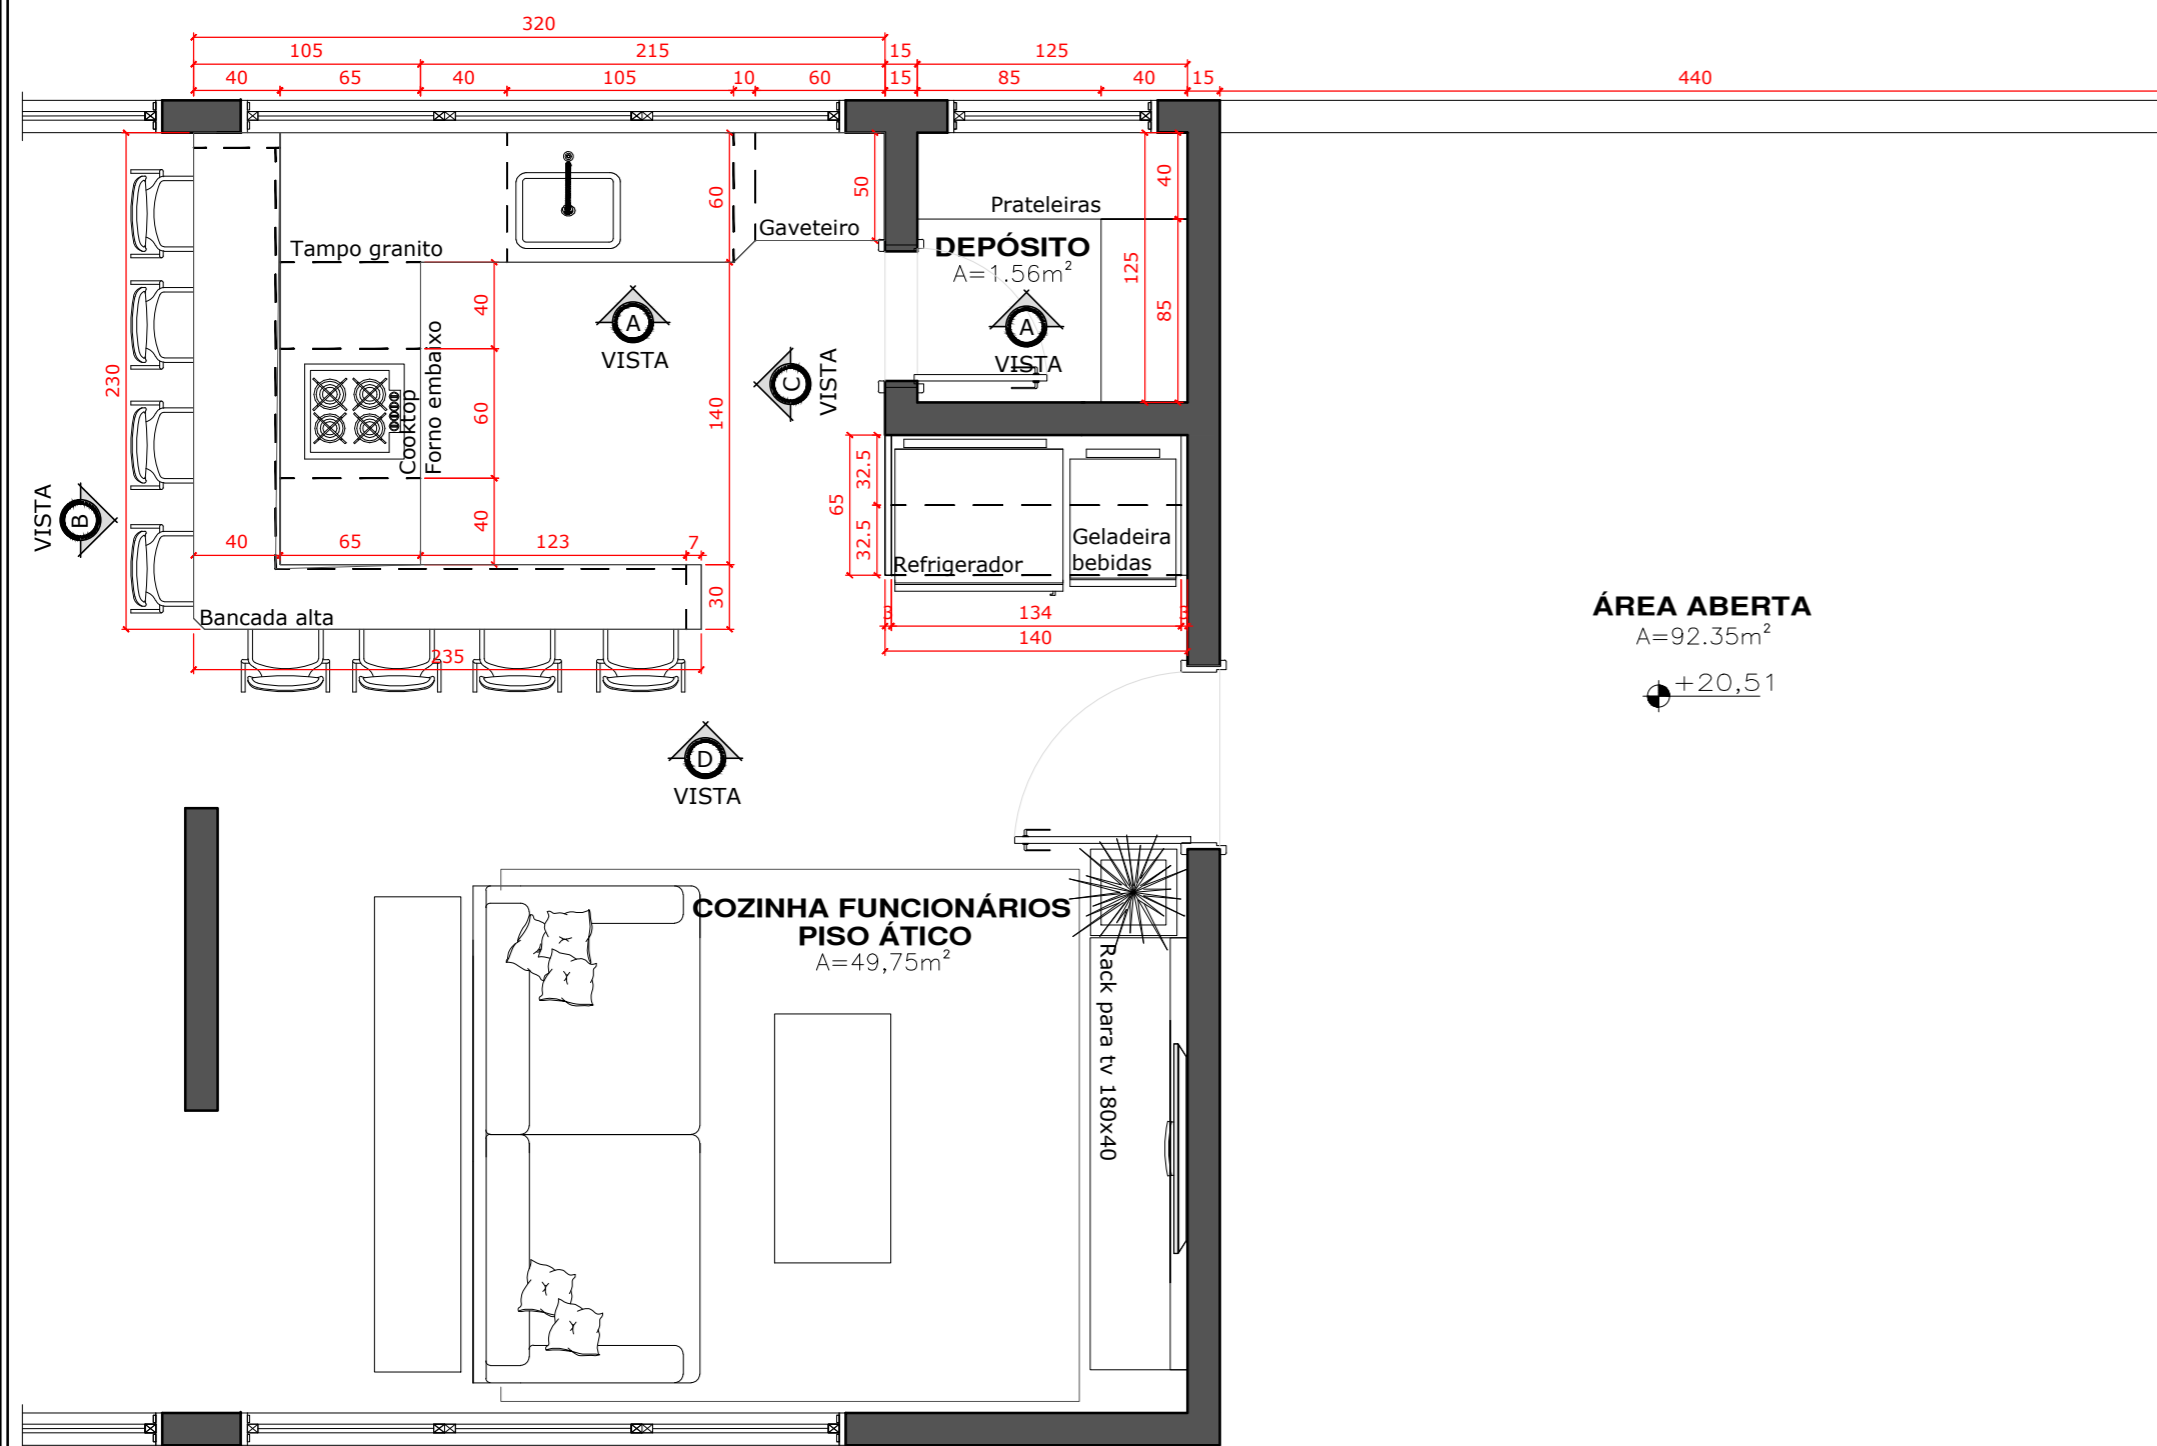 320
105 215 15 125
40 65 40 105 10 60 15 85 40 15 440
60
50
40
Prateleiras
Gaveteiro
DEPÓSITO
A=1.56m²
125
85
Tampo granito
40
A
VISTA
A
VISTA
C
VISTA
230
Cooktop
Forno embaixo
60
140
32.5
65
32.5
40
B
VISTA
Refrigerador
Geladeira
bebidas
40 65 123 7
30
Bancada alta
235
3 134 3
140
ÁREA ABERTA
A=92.35m²
+20,51
D
VISTA
COZINHA FUNCIONÁRIOS
PISO ÁTICO
A=49,75m²
Rack para tv 180x40